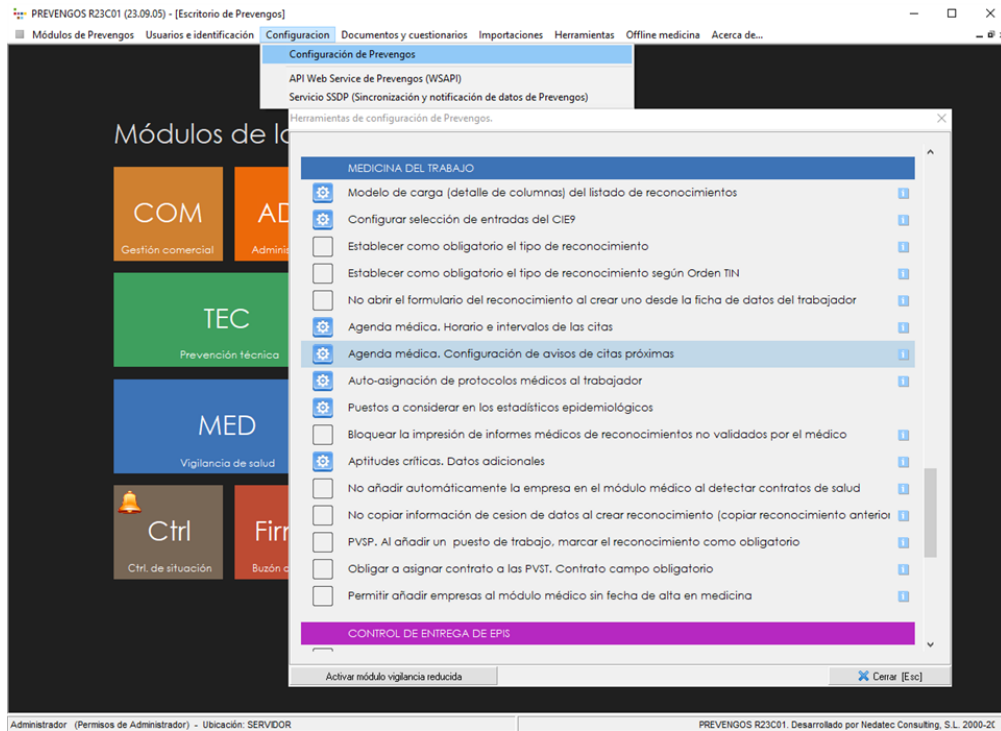 PREVENGOS R23C01 (23.09.05) - [Escritorio de Prevengos]
Módulos de Prevengos Usuarios e identificación Configuracion Documentos y cuestionarios Importaciones Herramientas Offline medicina Acerca de...
Configuración de Prevengos
API Web Service de Prevengos (WSAPI)
Servicio SSDP (Sincronización y notificación de datos de Prevengos)
Herramientas de configuración de Prevengos.
Módulos de
COM
Gestión comercial
TEC
Prevención técnica
MED
Vigilancia de salud
Ctrl
Ctrl. de situación
Buzón
MEDICINA DEL TRABAJO
Modelo de carga (detalle de columnas) del listado de reconocimientos
Configurar selección de entradas del CIE9
Establecer como obligatorio el tipo de reconocimiento
Establecer como obligatorio el tipo de reconocimiento según Orden TIN
No abrir el formulario del reconocimiento al crear uno desde la ficha de datos del trabajador
Agenda médica. Horario e intervalos de las citas
Agenda médica. Configuración de avisos de citas próximas
Auto-asignación de protocolos médicos al trabajador
Puestos a considerar en los estadísticos epidemiológicos
Bloquear la impresión de informes médicos de reconocimientos no validados por el médico
Aptitudes críticas. Datos adicionales
No añadir automáticamente la empresa en el módulo médico al detectar contratos de salud
No copiar información de cesion de datos al crear reconocimiento (copiar reconocimiento anterior
PVSP. Al añadir un puesto de trabajo, marcar el reconocimiento como obligatorio
Obligar a asignar contrato a las PVST. Contrato campo obligatorio
Permitir añadir empresas al módulo médico sin fecha de alta en medicina
CONTROL DE ENTREGA DE EPIS
Activar módulo vigilancia reducida
Cerrar [Esc]
Administrador (Permisos de Administrador) - Ubicación: SERVIDOR
PREVENGOS R23C01. Desarrollado por Nedatec Consulting, S.L. 2000-20